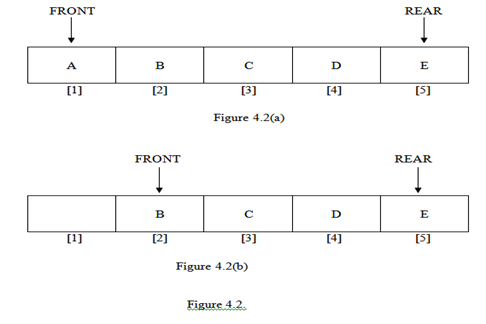 FRONT REAR
A B C D E
[1] [2] [3] [4] [5]
Figure 4.2(a)
FRONT REAR
B C D E
[1] [2] [3] [4] [5]
Figure 4.2(b)
Figure 4.2.